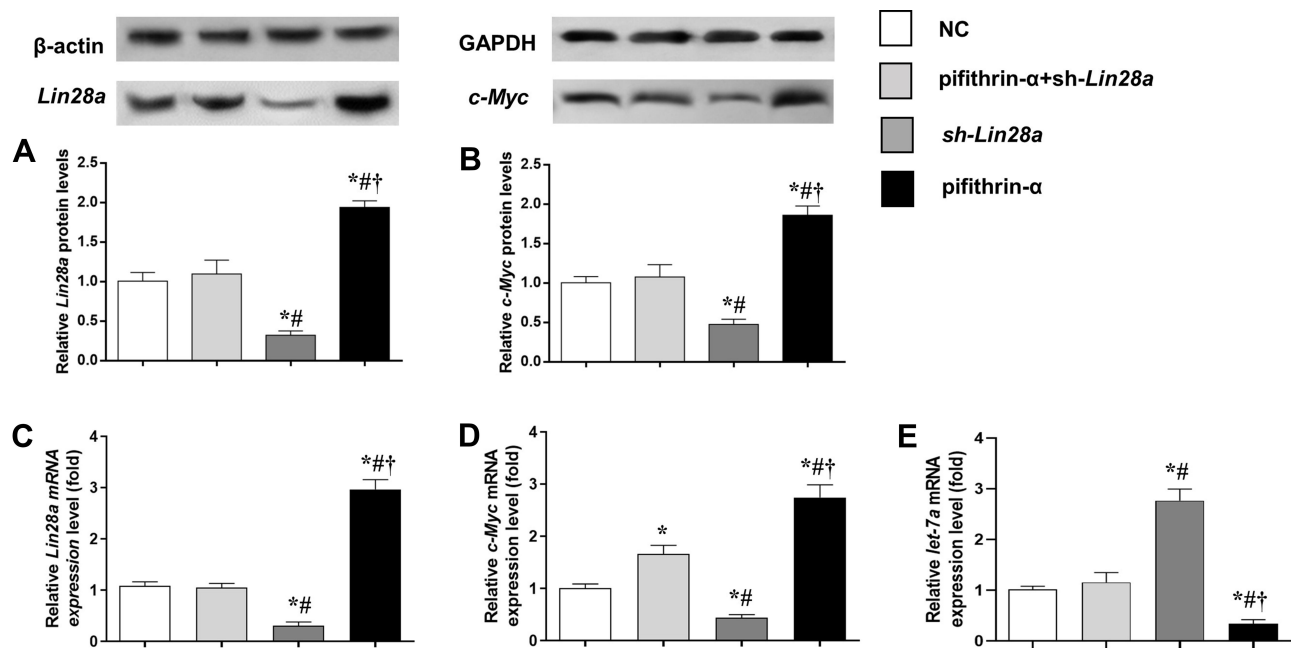 β-actin
Lin28a
GAPDH
c-Myc
NC
pifithrin-α+sh-Lin28a
sh-Lin28a
pifithrin-α
A
Relative Lin28a protein levels
2.5
2.0
1.5
1.0
0.5
0.0
*#
*#†
B
Relative c-Myc protein levels
2.5
2.0
1.5
1.0
0.5
0.0
*#
*#†
C
Relative Lin28a mRNA
expression level (fold)
4
3
2
1
0
*#
*#†
D
Relative c-Myc mRNA
expression level (fold)
4
3
2
1
0
*
*#
*#†
E
Relative let-7a mRNA
expression level (fold)
4
3
2
1
0
*#
*#†